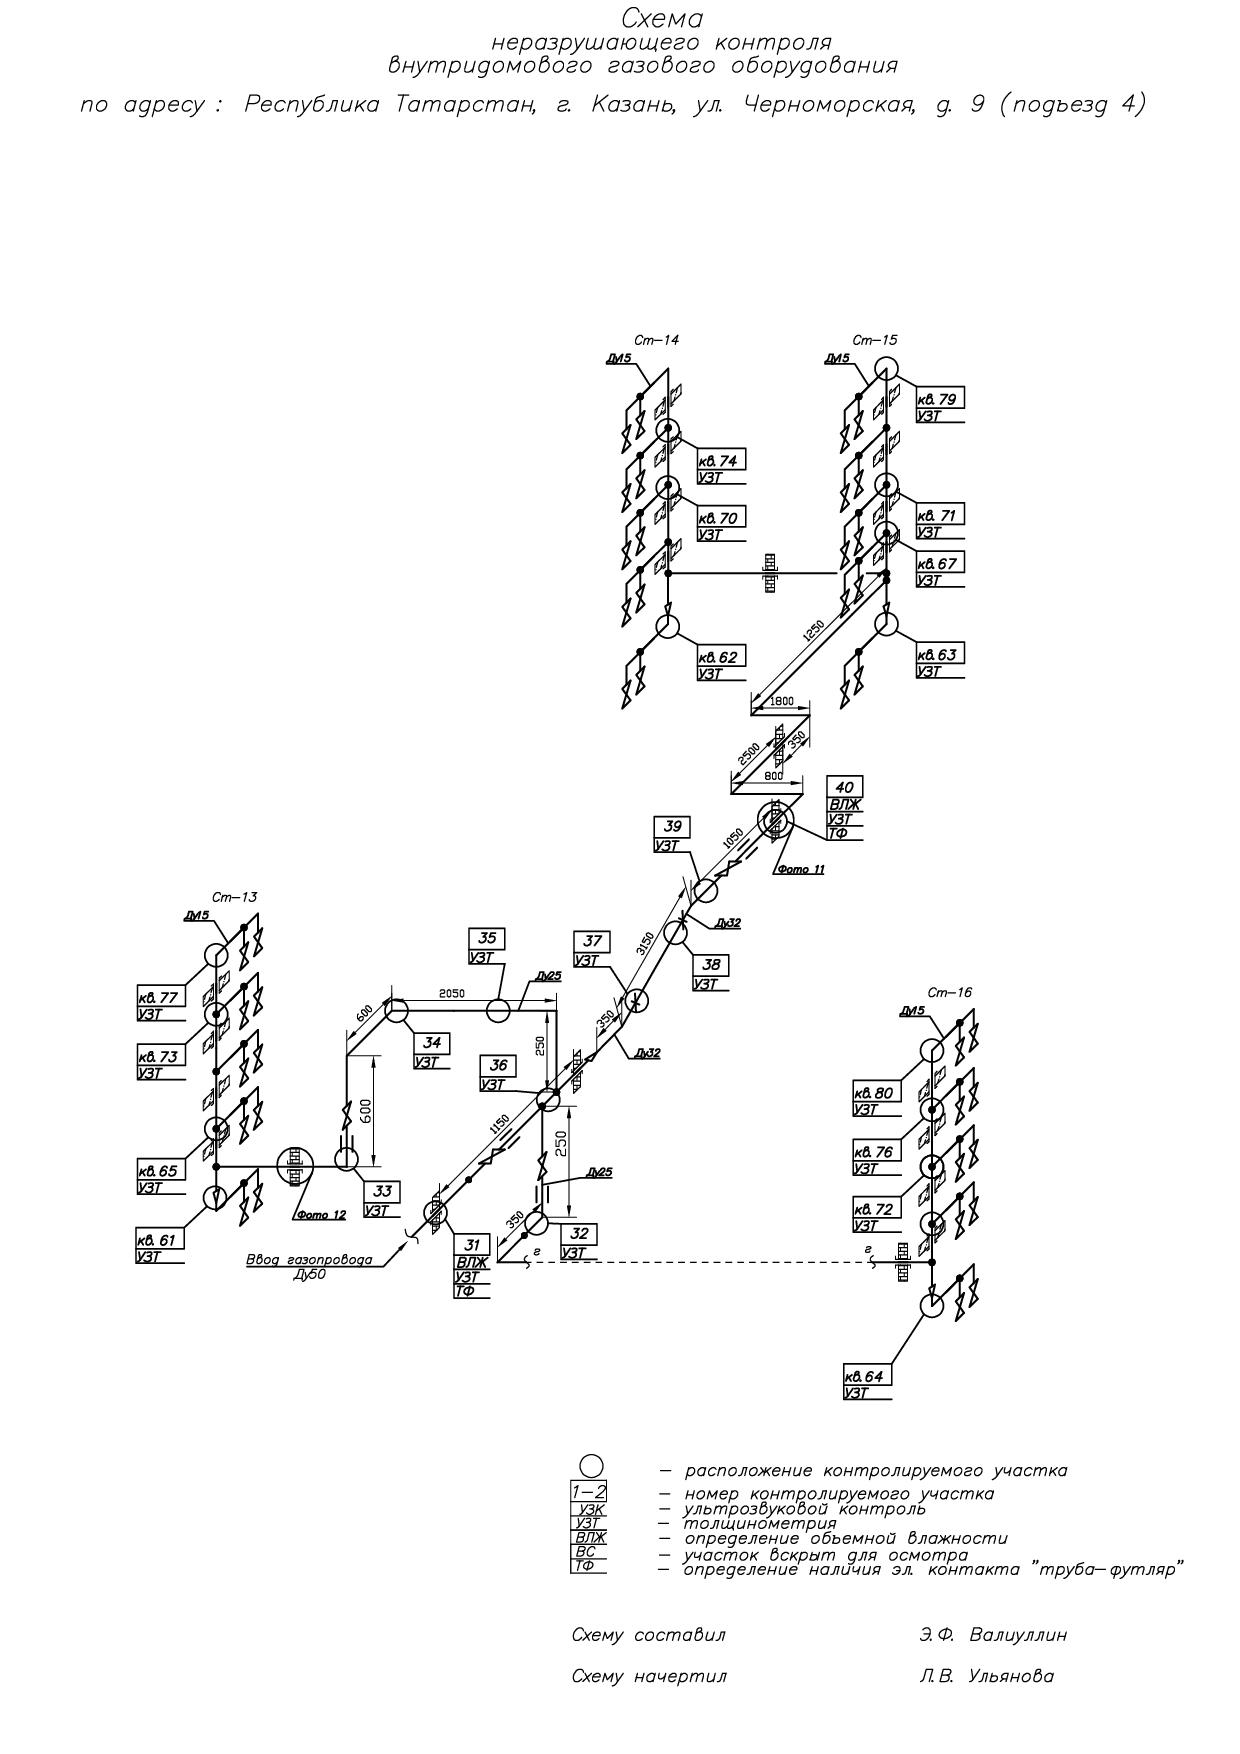 Схема
неразрушающего контроля
внутридомового газового оборудования
по адресу : Республика Татарстан, г. Казань, ул. Черноморская, д. 9 (подъезд 4)
Ст-14
Ду15
кв. 74
УЗТ
кв. 70
УЗТ
кв. 62
УЗТ
Ст-15
Ду15
кв. 79
УЗТ
кв. 71
УЗТ
кв. 67
УЗТ
кв. 63
УЗТ
1250
1800
2500
350
800
40
ВЛЖ
УЗТ
ТФ
Фото 11
39
УЗТ
1050
Ду32
3150
38
УЗТ
37
УЗТ
350
Ду32
Ст-13
Ду15
кв. 77
УЗТ
кв. 73
УЗТ
кв. 65
УЗТ
кв. 61
УЗТ
Фото 12
35
УЗТ
Ду25
2050
600
34
УЗТ
250
600
36
УЗТ
1150
33
УЗТ
250
Ду25
350
32
УЗТ
31
ВЛЖ
УЗТ
ТФ
Ввод газопровода
Ду50
г
г
Ст-16
Ду15
кв. 80
УЗТ
кв. 76
УЗТ
кв. 72
УЗТ
кв. 64
УЗТ
– расположение контролируемого участка
1-2 – номер контролируемого участка
УЗК – ультрозвуковой контроль
УЗТ – толщинометрия
ВЛЖ – определение объемной влажности
ВС – участок вскрыт для осмотра
ТФ – определение наличия эл. контакта "труба-футляр"
Схему составил Э.Ф. Валиуллин
Схему начертил Л.В. Ульянова